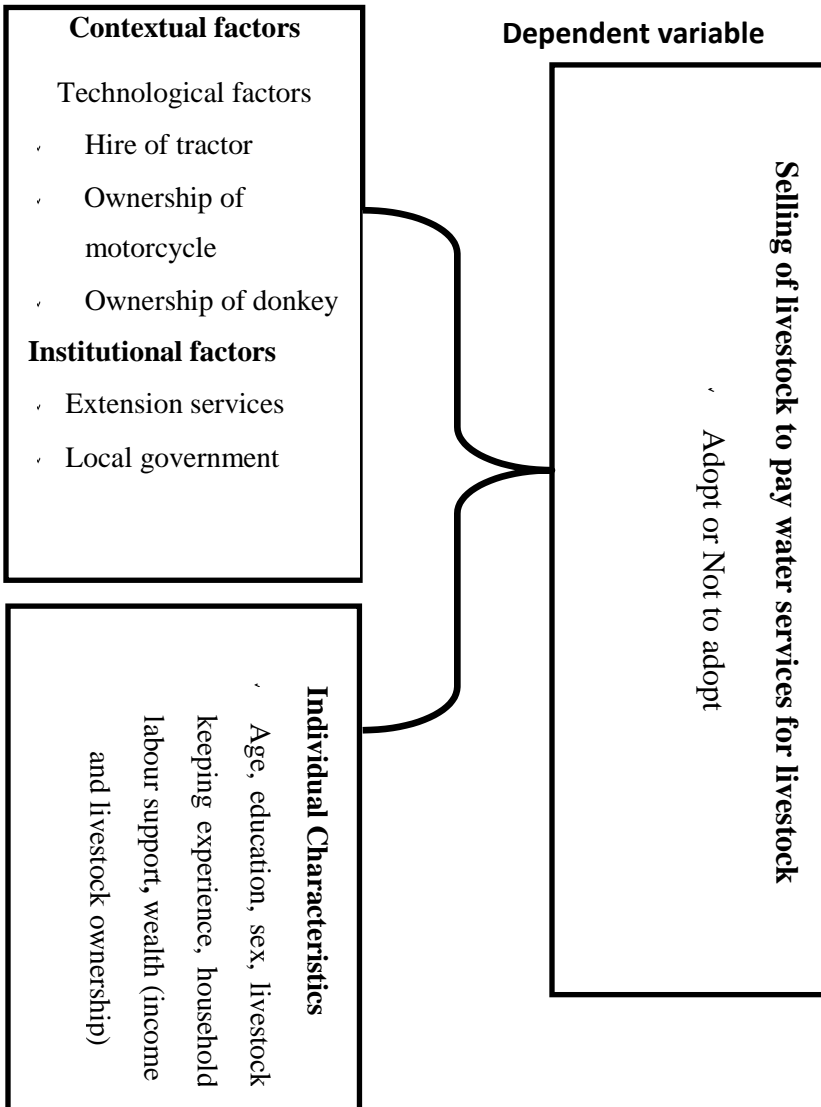 Contextual factors
Technological factors
✓ Hire of tractor
✓ Ownership of
motorcycle
✓ Ownership of donkey
Institutional factors
✓ Extension services
✓ Local government
Individual Characteristics
✓ Age, education, sex, livestock
keeping experience, household
labour support, wealth (income
and livestock ownership)
Dependent variable
Selling of livestock to pay water services for livestock
✓ Adopt or Not to adopt